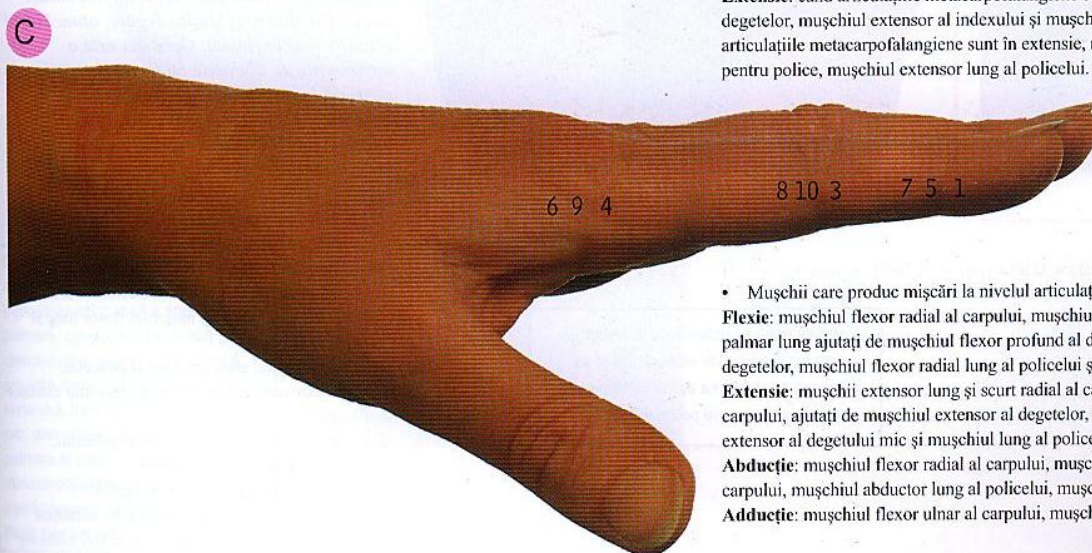 C
degetelor, mușchiul extensor al indexului și mușch
articulațiile metacarpofalangiene sunt în extensie,
pentru police, mușchiul extensor lung al policelui.
6 9 4
8 10 3
7 5 1
• Mușchii care produc mișcări la nivelul articulaț
Flexie: mușchiul flexor radial al carpului, mușchiu
palmar lung ajutați de mușchiul flexor profund al d
degetelor, mușchiul flexor radial lung al policelui ș
Extensie: mușchii extensor lung și scurt radial al c
carpului, ajutați de mușchiul extensor al degetelor,
extensor al degetului mic și mușchiul lung al police
Abducție: mușchiul flexor radial al carpului, mușc
carpului, mușchiul abductor lung al policelui, mușc
Adducție: mușchiul flexor ulnar al carpului, mușch